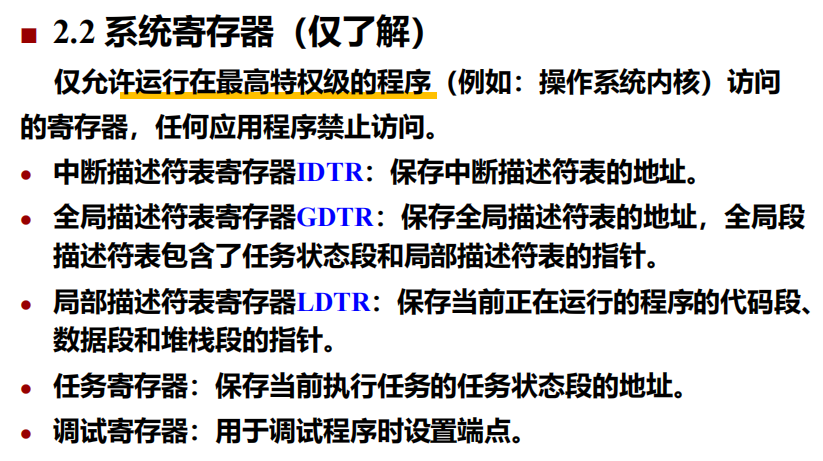 ■ 2.2 系统寄存器（仅了解）
仅允许运行在最高特权级的程序（例如：操作系统内核）访问
的寄存器，任何应用程序禁止访问。
• 中断描述符表寄存器IDTR：保存中断描述符表的地址。
• 全局描述符表寄存器GDTR：保存全局描述符表的地址，全局段
描述符表包含了任务状态段和局部描述符表的指针。
• 局部描述符表寄存器LDTR：保存当前正在运行的程序的代码段、
数据段和堆栈段的指针。
• 任务寄存器：保存当前执行任务的任务状态段的地址。
• 调试寄存器：用于调试程序时设置端点。